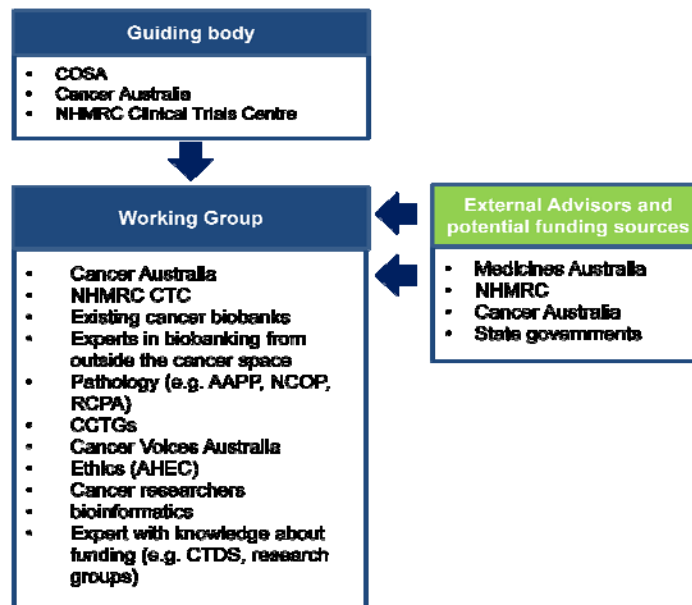 Guiding body
• COSA
• Cancer Australia
• NHMRC Clinical Trials Centre
Working Group
• Cancer Australia
• NHMRC CTC
• Existing cancer biobanks
• Experts in biobanking from
outside the cancer space
• Pathology (e.g. AAPP, NCOP,
RCPA)
• CCTGs
• Cancer Voices Australia
• Ethics (AHEC)
• Cancer researchers
• bioinformatics
• Expert with knowledge about
funding (e.g. CTDS, research
groups)
External Advisors and
potential funding sources
• Medicines Australia
• NHMRC
• Cancer Australia
• State governments